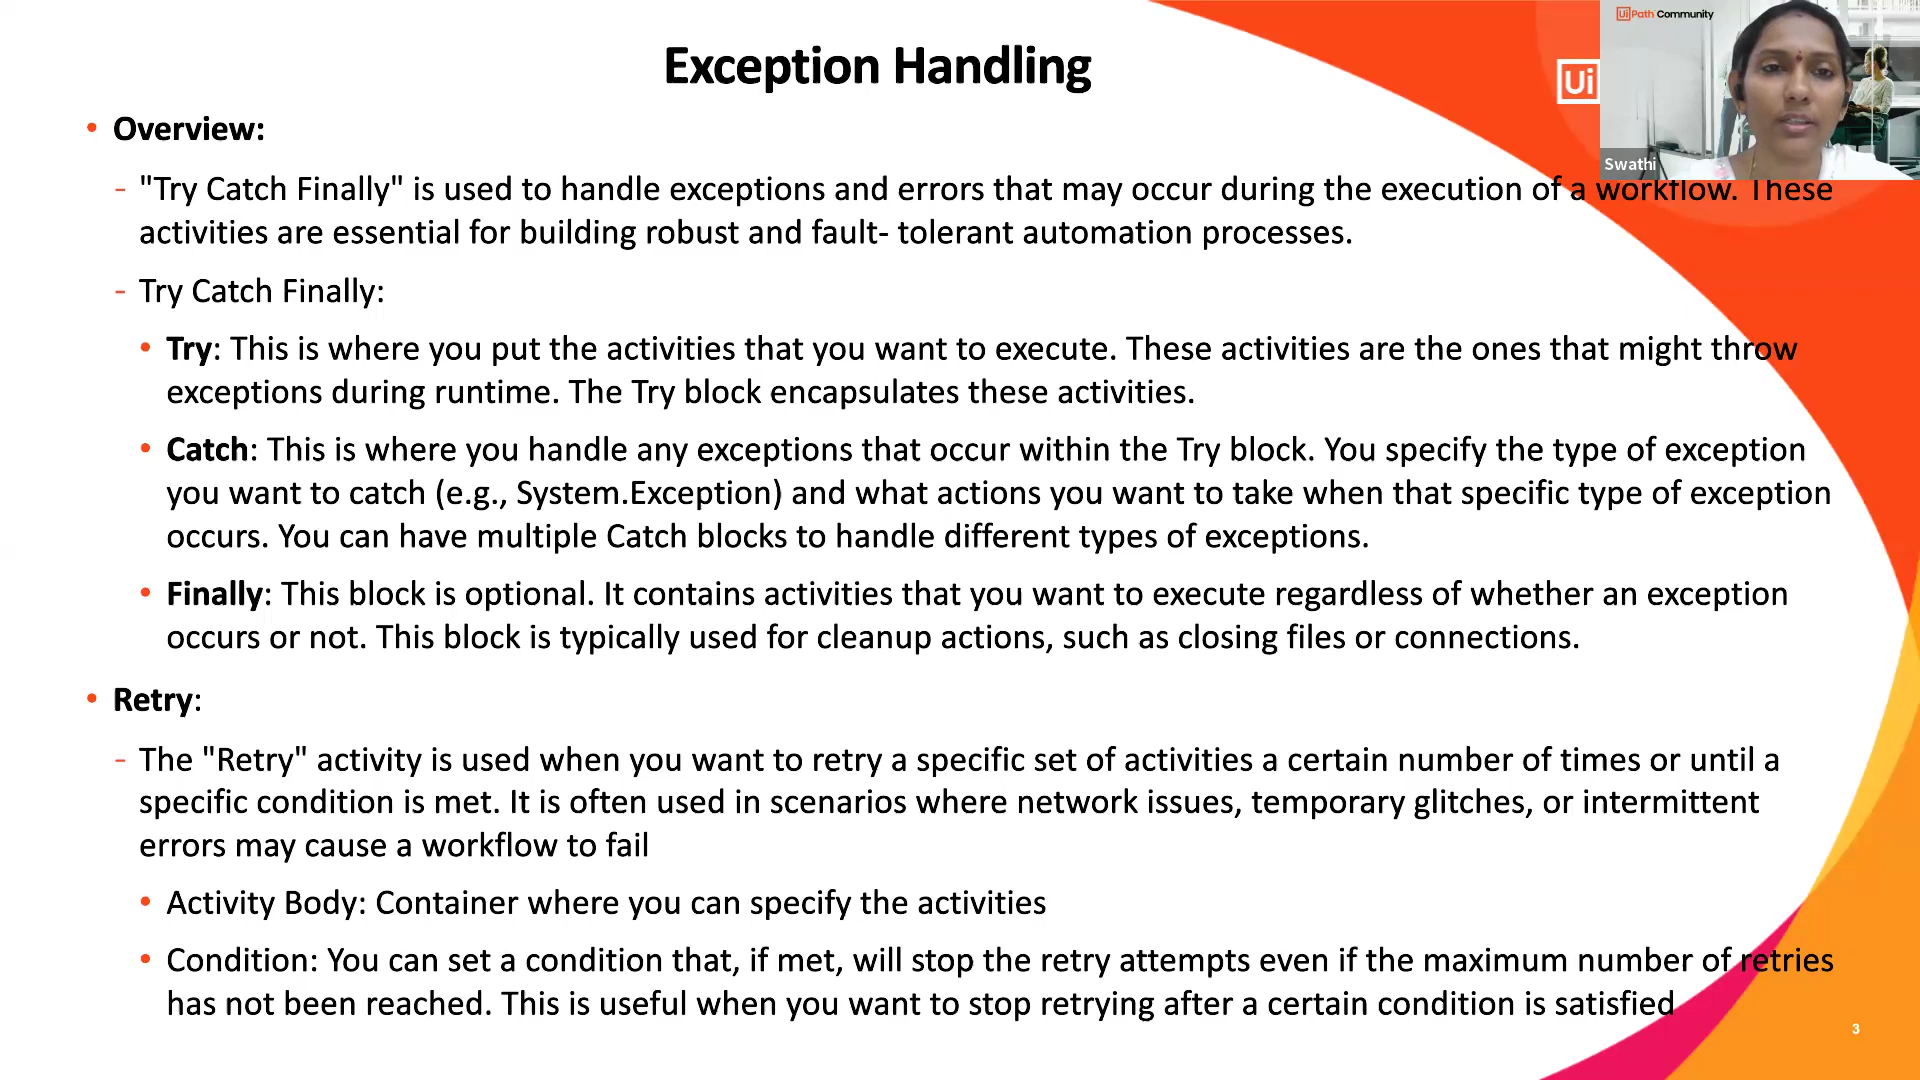 Exception Handling
UiPath Community
Ui
Swathi
• Overview:
- "Try Catch Finally" is used to handle exceptions and errors that may occur during the execution of a workflow. These
activities are essential for building robust and fault- tolerant automation processes.
- Try Catch Finally:
• Try: This is where you put the activities that you want to execute. These activities are the ones that might throw
exceptions during runtime. The Try block encapsulates these activities.
• Catch: This is where you handle any exceptions that occur within the Try block. You specify the type of exception
you want to catch (e.g., System.Exception) and what actions you want to take when that specific type of exception
occurs. You can have multiple Catch blocks to handle different types of exceptions.
• Finally: This block is optional. It contains activities that you want to execute regardless of whether an exception
occurs or not. This block is typically used for cleanup actions, such as closing files or connections.
• Retry:
- The "Retry" activity is used when you want to retry a specific set of activities a certain number of times or until a
specific condition is met. It is often used in scenarios where network issues, temporary glitches, or intermittent
errors may cause a workflow to fail
• Activity Body: Container where you can specify the activities
• Condition: You can set a condition that, if met, will stop the retry attempts even if the maximum number of retries
has not been reached. This is useful when you want to stop retrying after a certain condition is satisfied
3